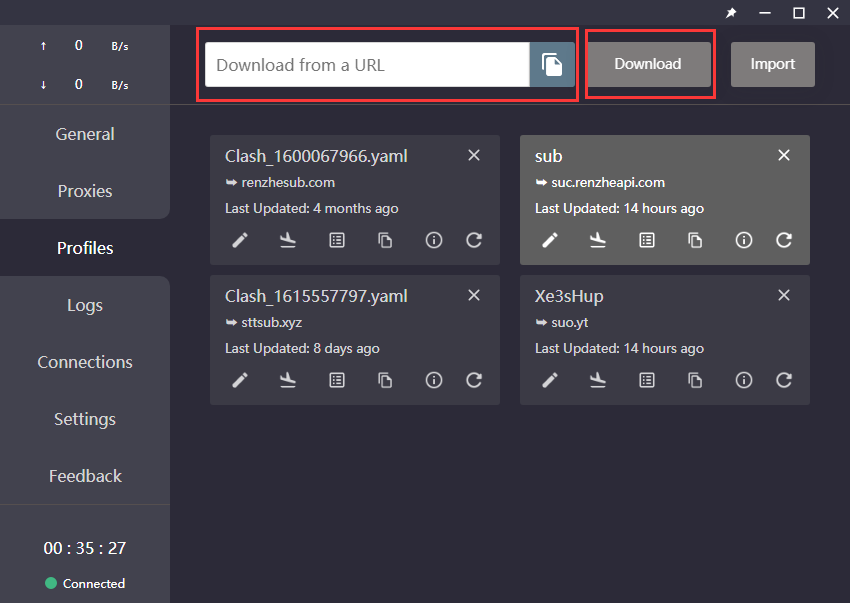 ↑ 0 B/s
↓ 0 B/s
General
Proxies
Profiles
Logs
Connections
Settings
Feedback
00 : 35 : 27
Connected
Download from a URL
Download
Import
Clash_1600067966.yaml
renzhesub.com
Last Updated: 4 months ago
sub
suc.renzheapi.com
Last Updated: 14 hours ago
Clash_1615557797.yaml
sttsub.xyz
Last Updated: 8 days ago
Xe3sHup
suo.yt
Last Updated: 14 hours ago